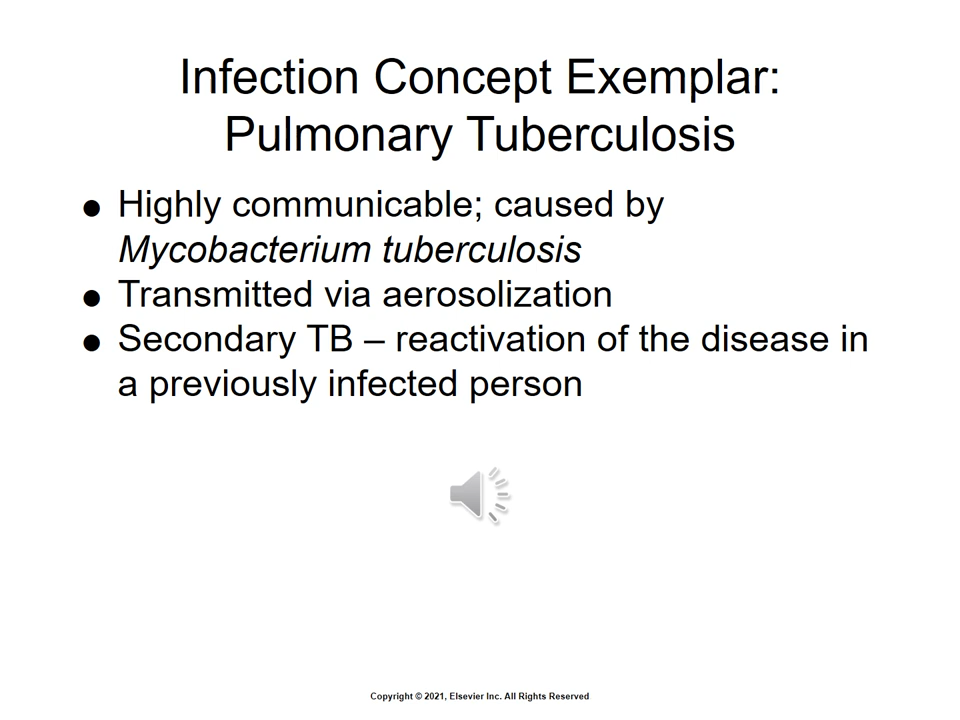 Infection Concept Exemplar:
Pulmonary Tuberculosis
● Highly communicable; caused by
Mycobacterium tuberculosis
● Transmitted via aerosolization
● Secondary TB – reactivation of the disease in
a previously infected person
Copyright © 2021, Elsevier Inc. All Rights Reserved